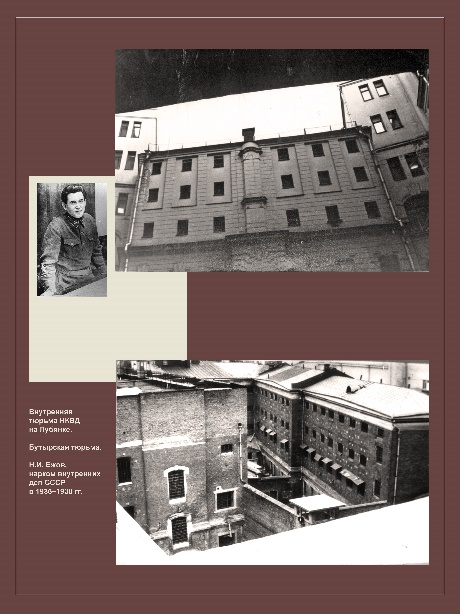 Внутренняя
тюрьма НКВД
на Лубянке.
Бутырская тюрьма.
Н.И. Ежов,
нарком внутренних
дел СССР
в 1936–1938 гг.